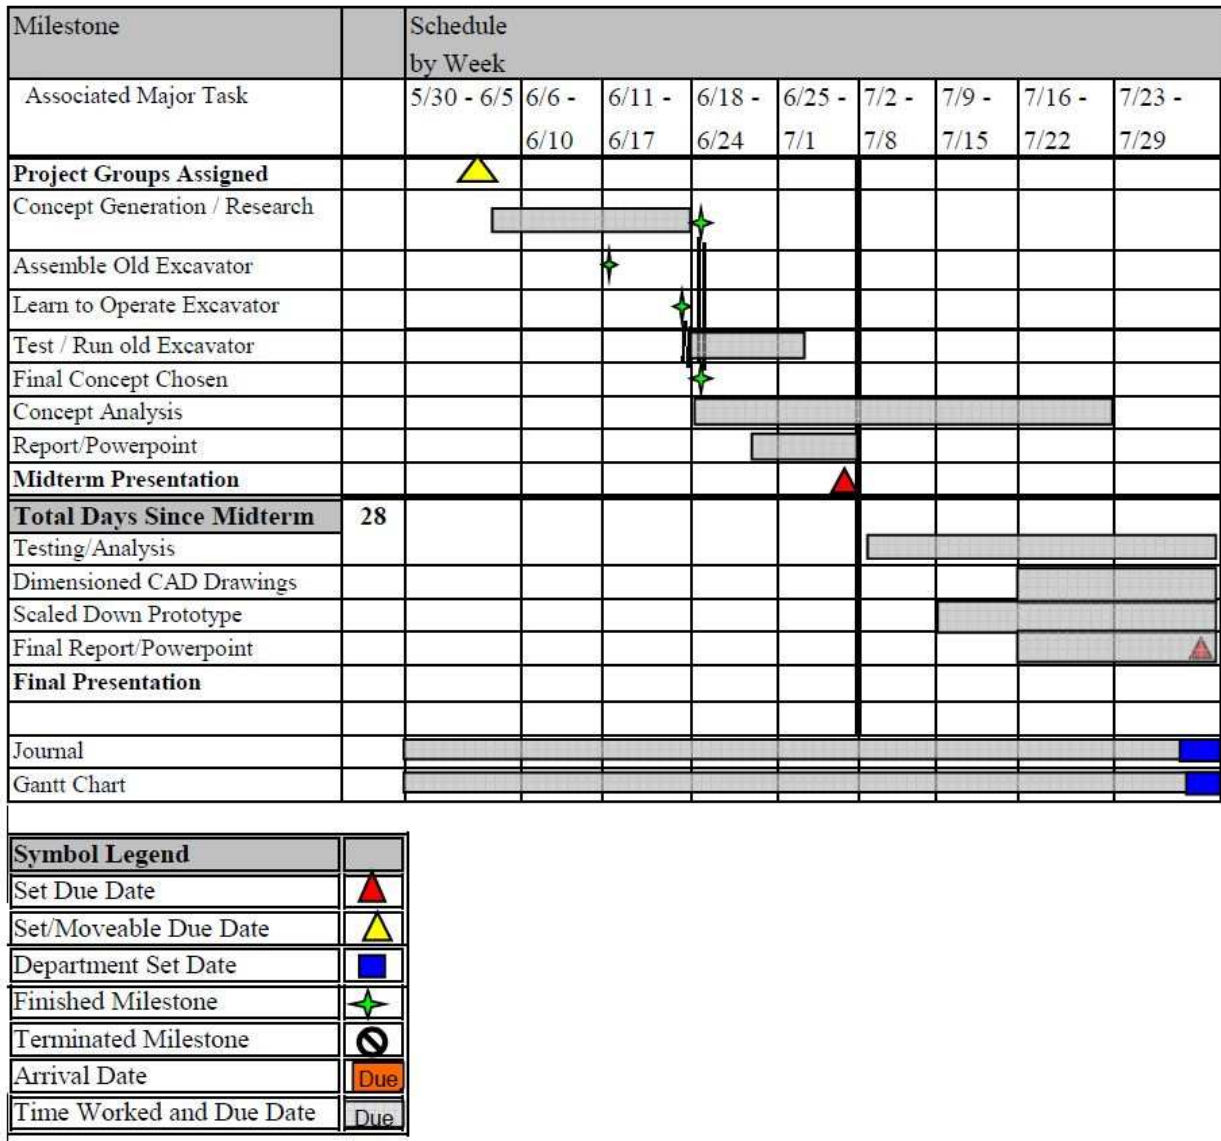 Milestone Schedule
by Week
Associated Major Task 5/30 - 6/5 6/6 - 6/11 - 6/18 - 6/25 - 7/2 - 7/9 - 7/16 - 7/23 -
6/10 6/17 6/24 7/1 7/8 7/15 7/22 7/29
Project Groups Assigned
Concept Generation / Research
Assemble Old Excavator
Learn to Operate Excavator
Test / Run old Excavator
Final Concept Chosen
Concept Analysis
Report/Powerpoint
Midterm Presentation
Total Days Since Midterm 28
Testing/Analysis
Dimensioned CAD Drawings
Scaled Down Prototype
Final Report/Powerpoint
Final Presentation
Journal
Gantt Chart
Symbol Legend
Set Due Date
Set/Moveable Due Date
Department Set Date
Finished Milestone
Terminated Milestone
Arrival Date Due
Time Worked and Due Date Due